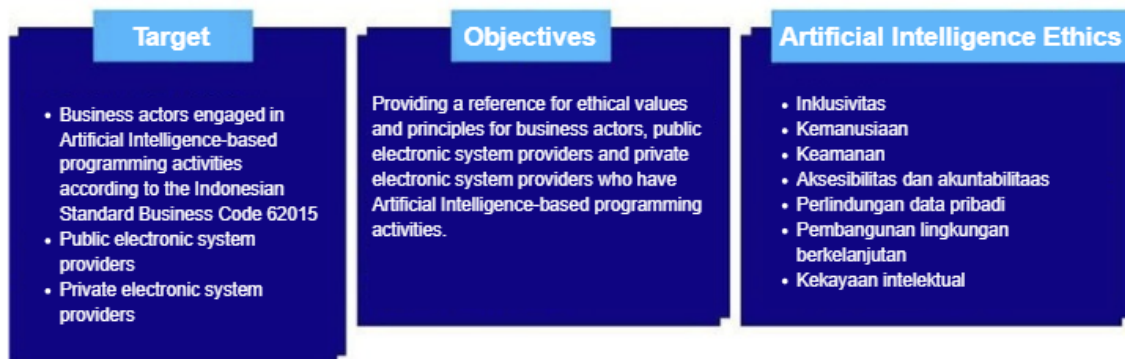 Target
Business actors engaged in
Artificial Intelligence-based
programming activities
according to the Indonesian
Standard Business Code 62015
Public electronic system
providers
Private electronic system
providers
Objectives
Providing a reference for ethical values
and principles for business actors, public
electronic system providers and private
electronic system providers who have
Artificial Intelligence-based programming
activities.
Artificial Intelligence Ethics
Inklusivitas
Kemanusiaan
Keamanan
Aksesibilitas dan akuntabilitaas
Perlindungan data pribadi
Pembangunan lingkungan
berkelanjutan
Kekayaan intelektual